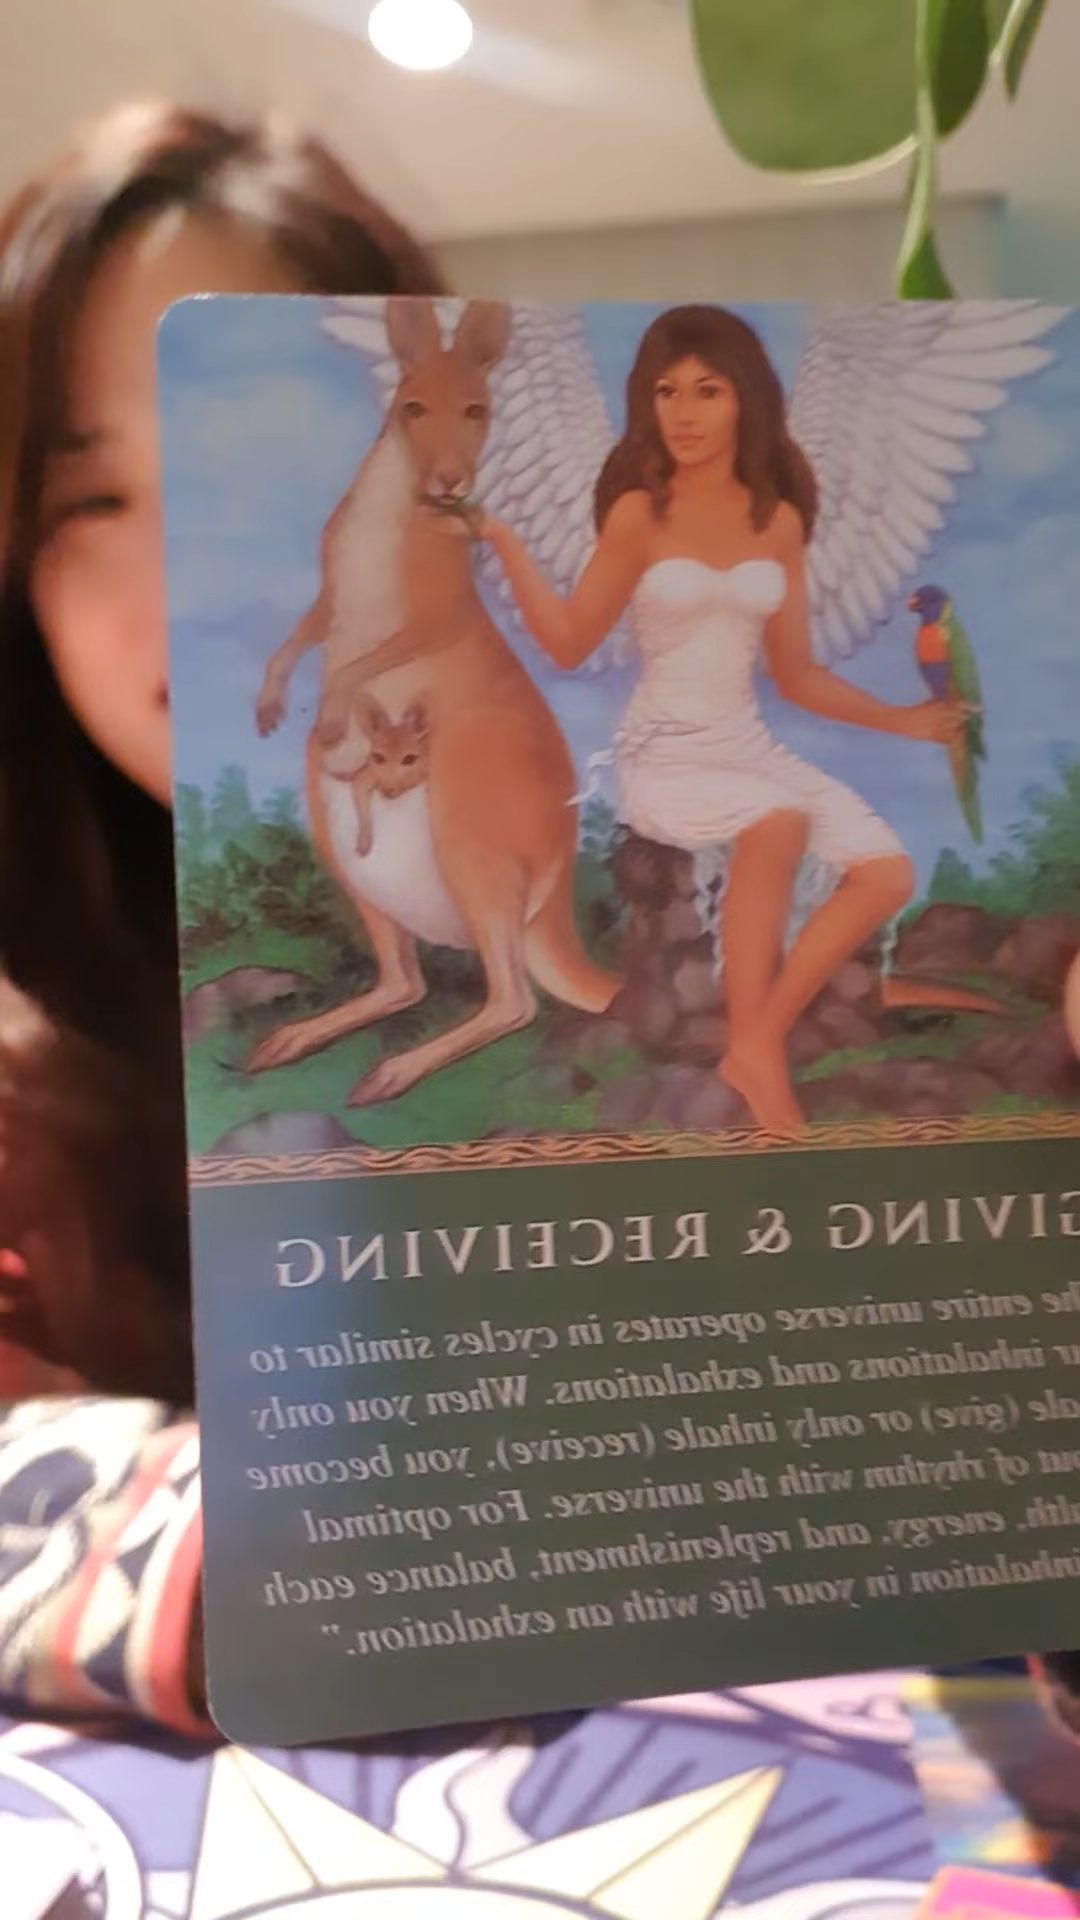 GIVING & RECEIVING
he entire universe operates in cycles similar to
ur inhalations and exhalations. When you only
ale (give) or only inhale (receive), you become
out of rhythm with the universe. For optimal
lth, energy, and replenishment, balance each
inhalation in your life with an exhalation."